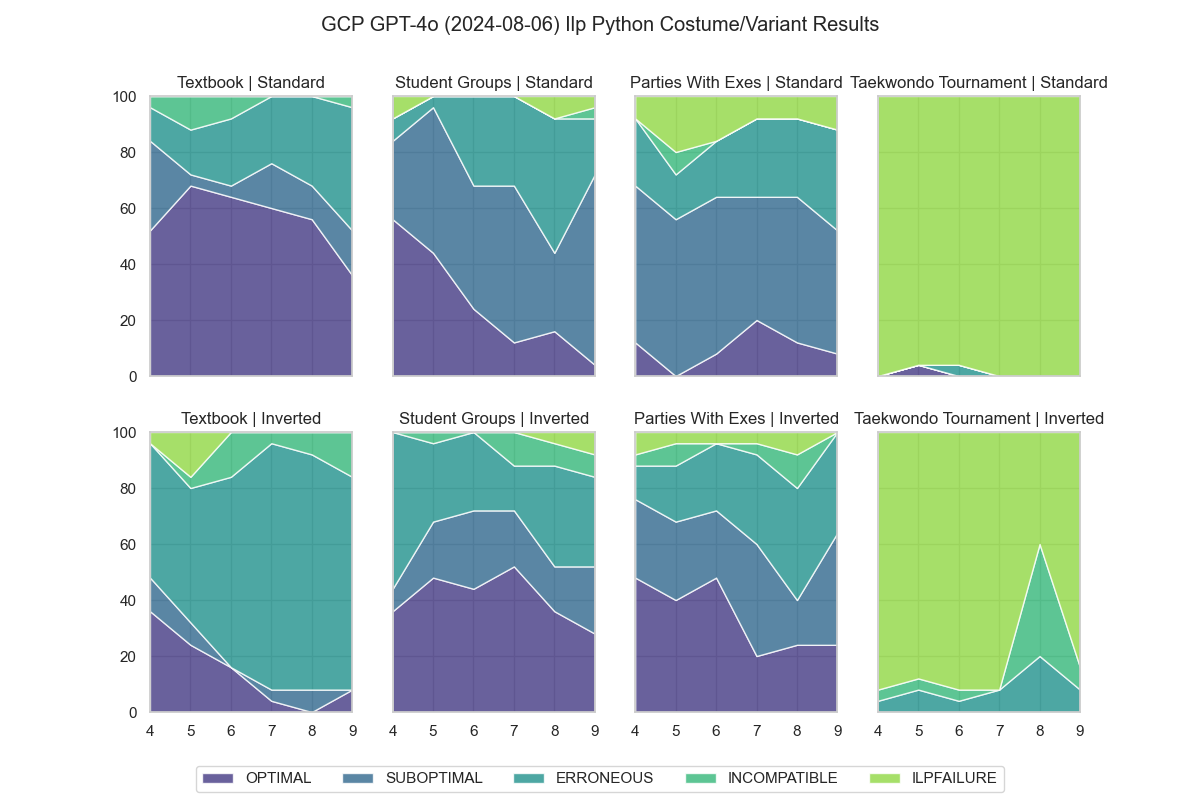 GCP GPT-4o (2024-08-06) Ilp Python Costume/Variant Results
Textbook | Standard
Student Groups | Standard
Parties With Exes | Standard
Taekwondo Tournament | Standard
100
80
60
40
20
0
Textbook | Inverted
Student Groups | Inverted
Parties With Exes | Inverted
Taekwondo Tournament | Inverted
100
80
60
40
20
0
4 5 6 7 8 9
4 5 6 7 8 9
4 5 6 7 8 9
4 5 6 7 8 9
OPTIMAL SUBOPTIMAL ERRONEOUS INCOMPATIBLE ILPFAILURE